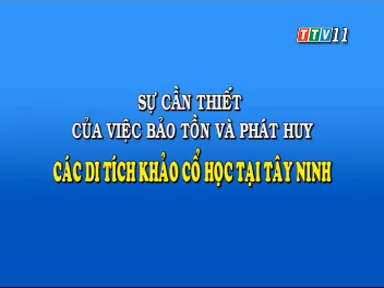 TTV11
SỰ CẦN THIẾT
CỦA VIỆC BẢO TỒN VÀ PHÁT HUY
CÁC DI TÍCH KHẢO CỔ HỌC TẠI TÂY NINH